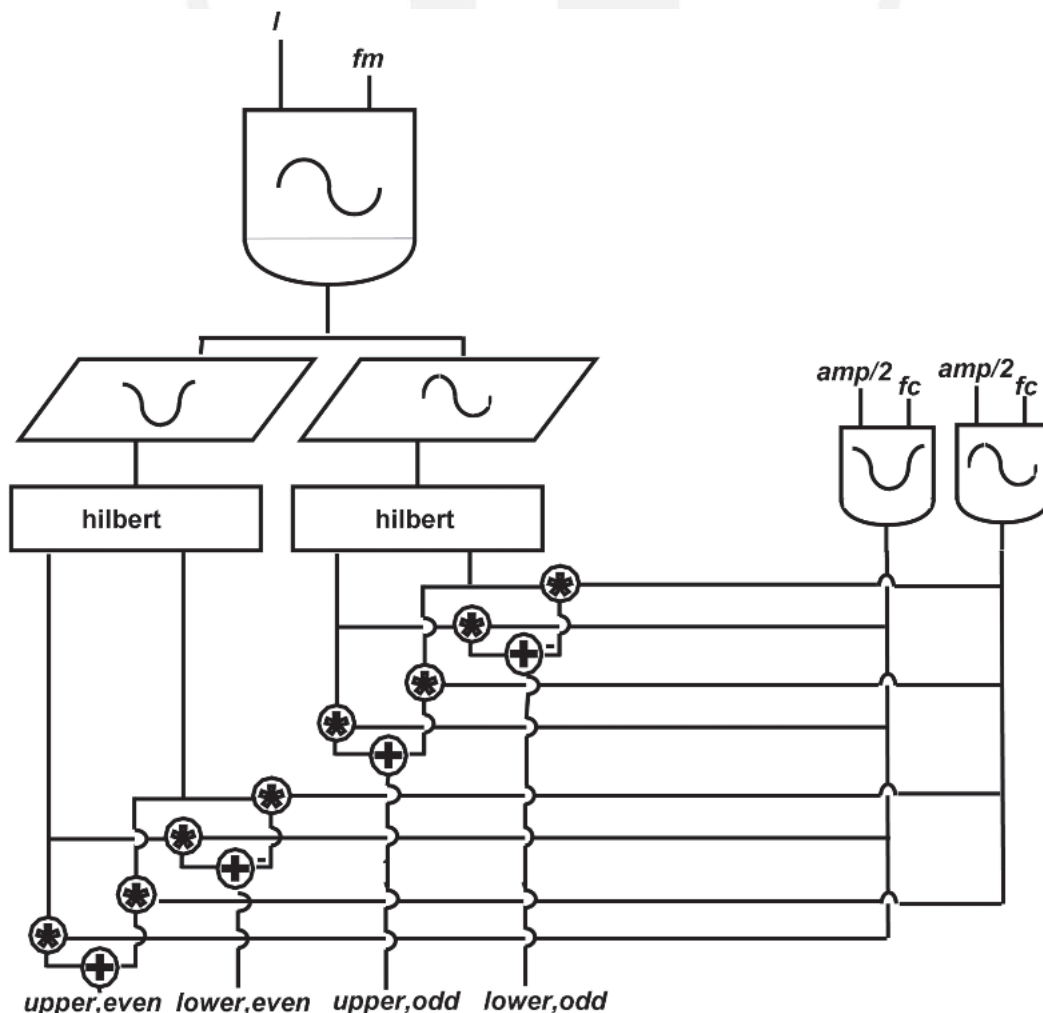 I
fm
amp/2 fc
amp/2 fc
hilbert
hilbert
-
-
upper,even lower,even upper,odd lower,odd